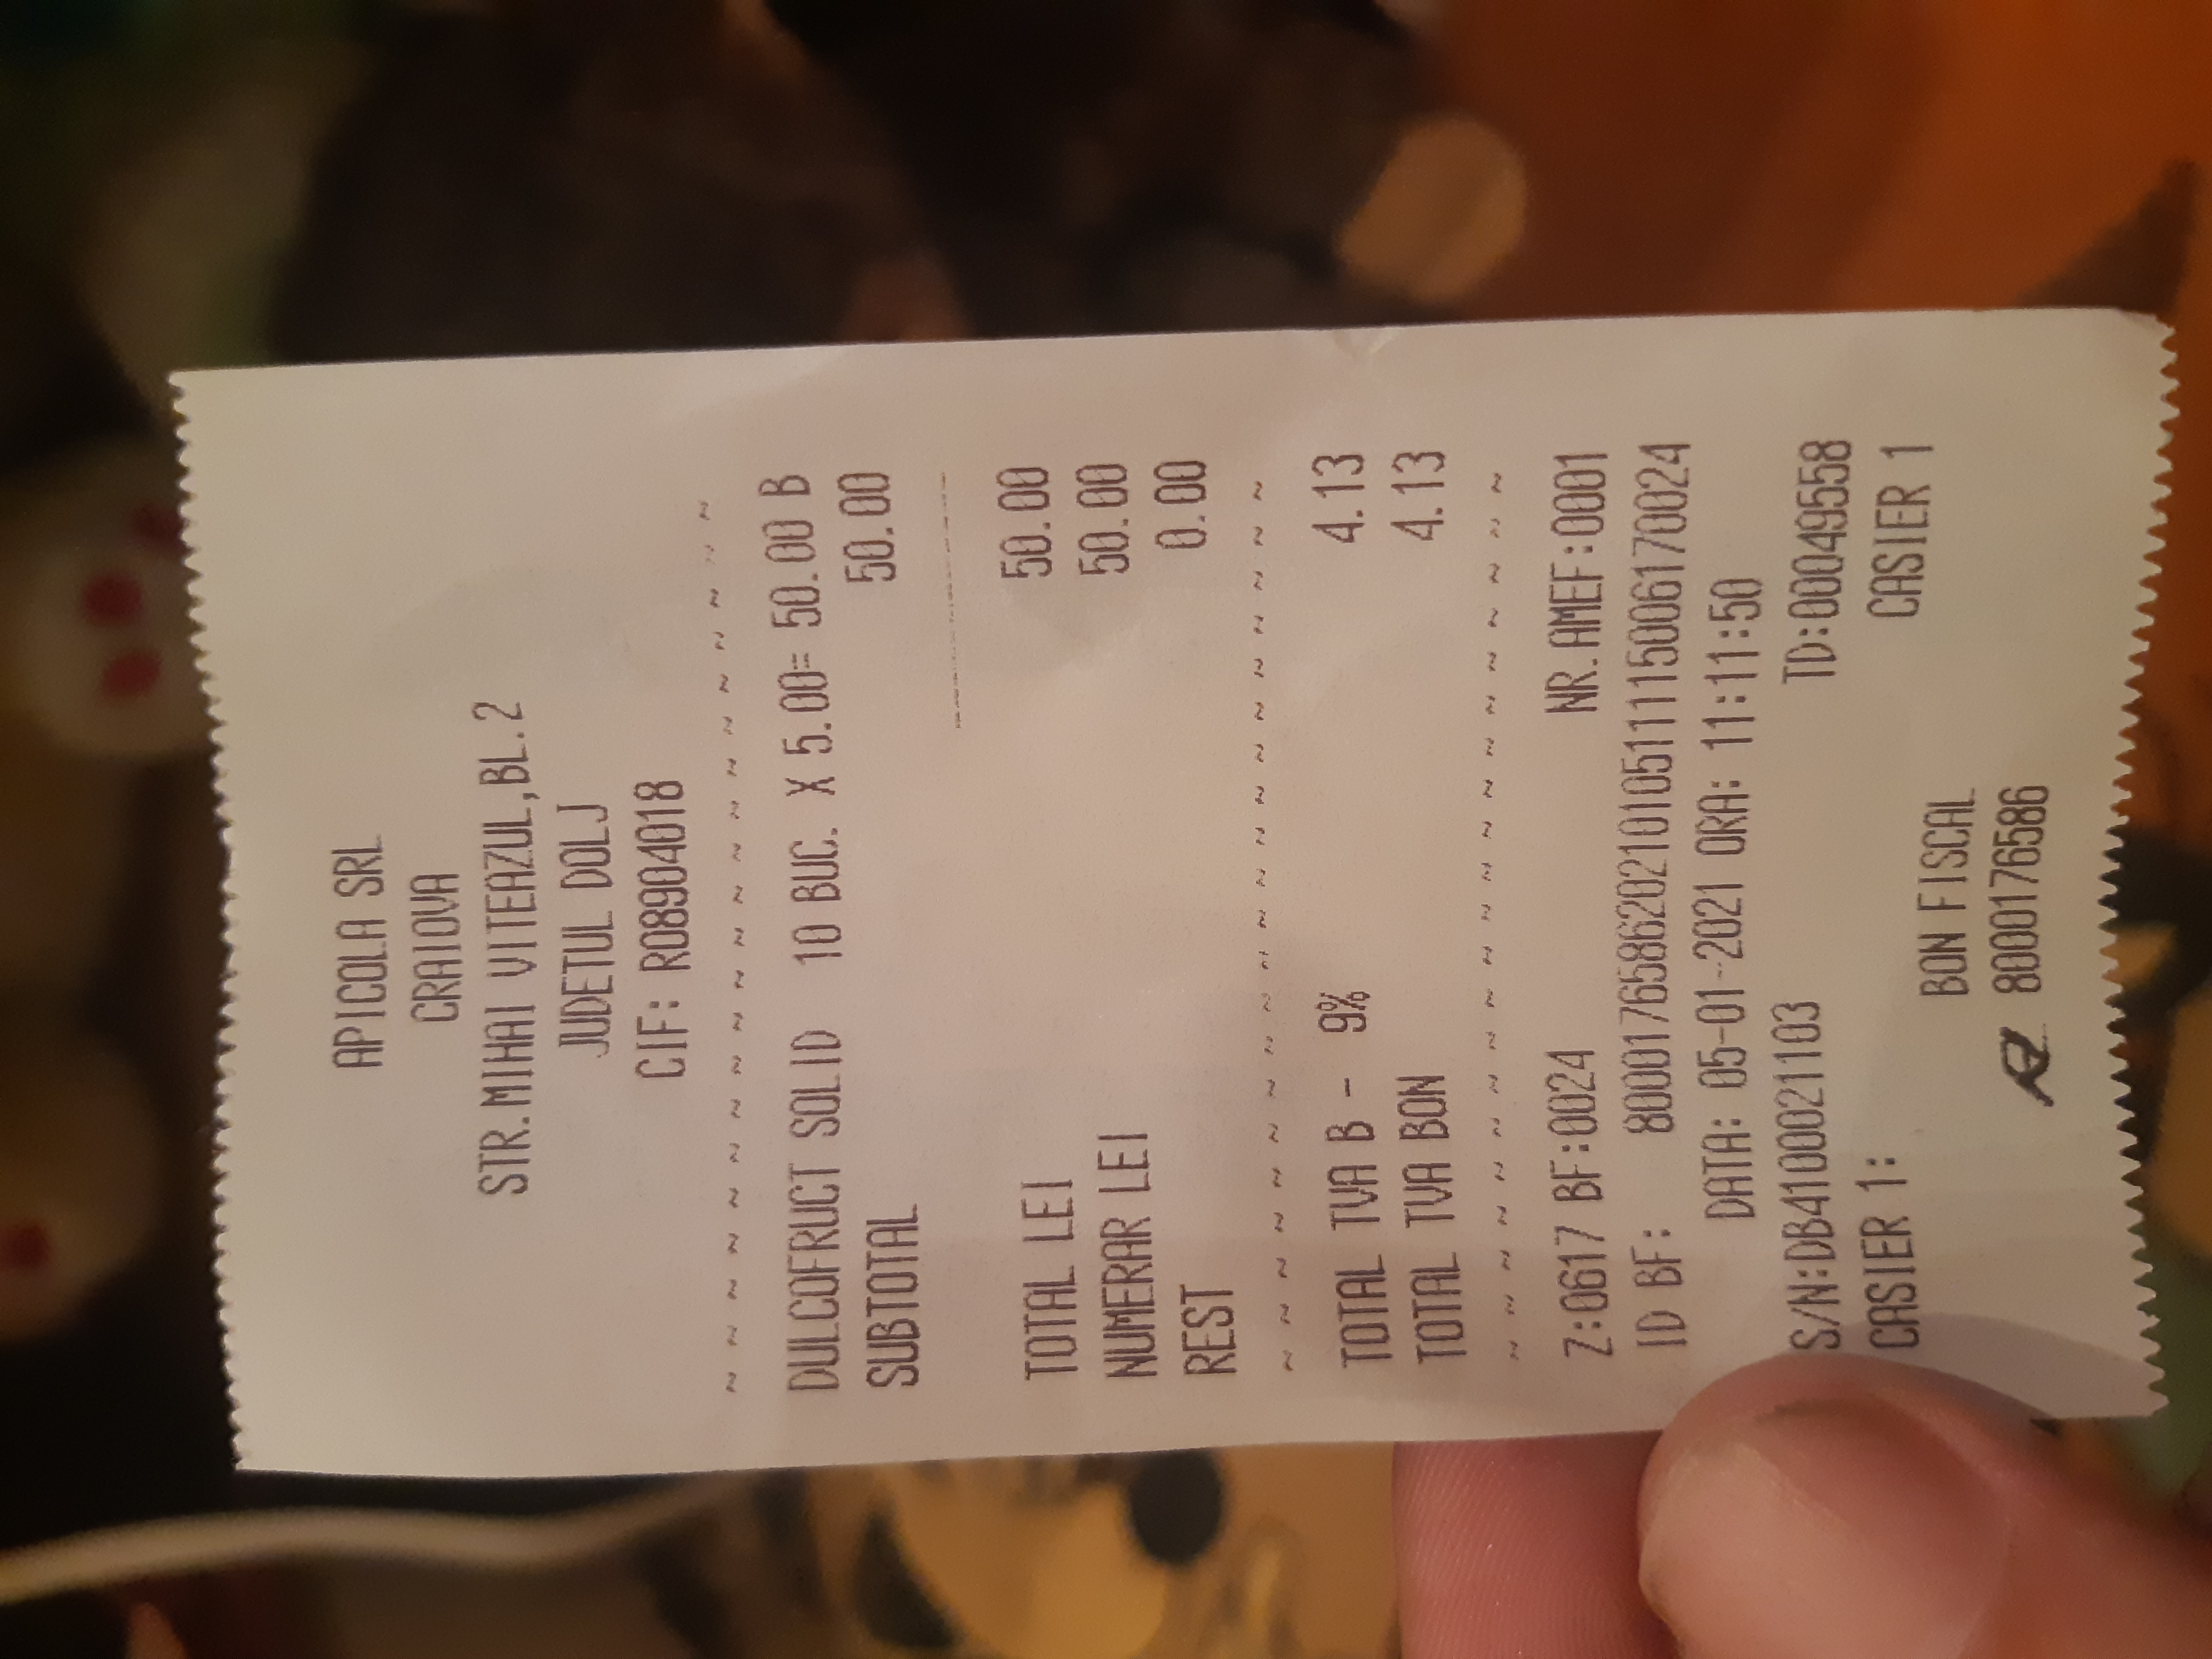 APICOLA SRL
CRAIOVA
STR.MIHAI VITEAZUL,BL.2
JUDETUL DOLJ
CIF: RO8904018
~ ~ ~ ~ ~ ~ ~ ~ ~ ~ ~ ~ ~ ~ ~ ~ ~ ~ ~ ~ ~
DULCOFRUCT SOLID 10 BUC. X 5.00= 50.00 B
SUBTOTAL 50.00
TOTAL LEI 50.00
NUMERAR LEI 50.00
REST 0.00
~ ~ ~ ~ ~ ~ ~ ~ ~ ~ ~ ~ ~ ~ ~ ~ ~ ~ ~ ~ ~
TOTAL TVA B - 9% 4.13
TOTAL TVA BON 4.13
~ ~ ~ ~ ~ ~ ~ ~ ~ ~ ~ ~ ~ ~ ~ ~ ~ ~ ~ ~ ~
Z:0617 BF:0024 NR.AMEF:0001
ID BF: 80001765862021010511115006170024
DATA: 05-01-2021 ORA: 11:11:50
S/N:DB4100021103 TD:00049558
CASIER 1: CASIER 1
BON FISCAL
8000176586